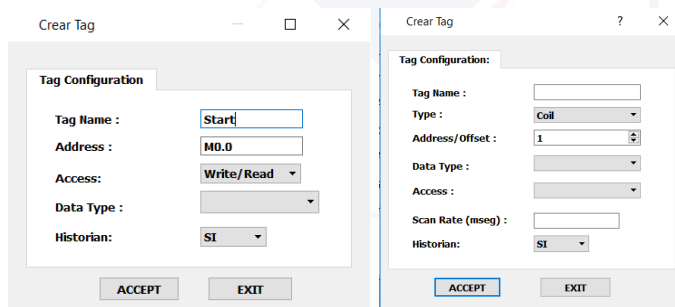 Crear Tag
Tag Configuration
Tag Name : Start
Address : M0.0
Access: Write/Read
Data Type :
Historian: SI
ACCEPT EXIT
Crear Tag ?
Tag Configuration:
Tag Name :
Type : Coil
Address/Offset : 1
Data Type :
Access :
Scan Rate (mseg) :
Historian: SI
ACCEPT EXIT